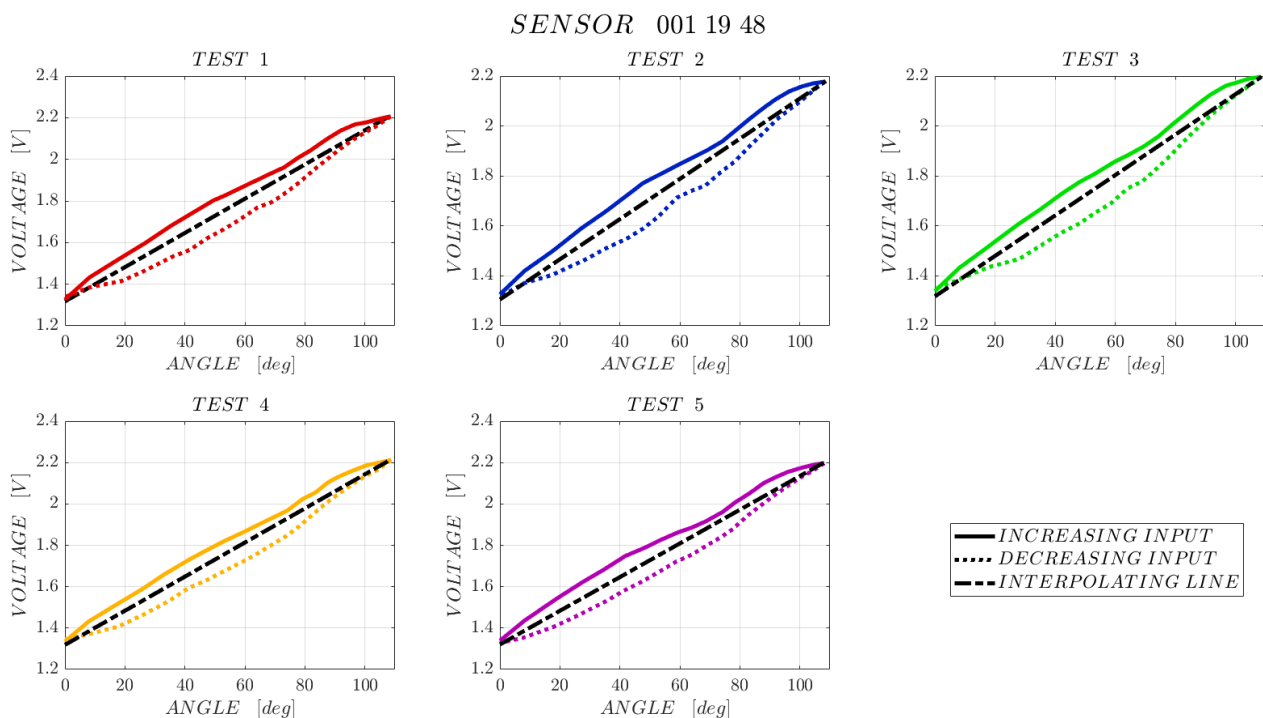 SENSOR 001 19 48
TEST 1
2.4
2.2
2
1.8
1.6
1.4
1.2
VOLTAGE [V]
0 20 40 60 80 100
ANGLE [deg]
TEST 2
2.2
2
1.8
1.6
1.4
1.2
VOLTAGE [V]
0 20 40 60 80 100
ANGLE [deg]
TEST 3
2.2
2
1.8
1.6
1.4
1.2
VOLTAGE [V]
0 20 40 60 80 100
ANGLE [deg]
TEST 4
2.4
2.2
2
1.8
1.6
1.4
1.2
VOLTAGE [V]
0 20 40 60 80 100
ANGLE [deg]
TEST 5
2.4
2.2
2
1.8
1.6
1.4
1.2
VOLTAGE [V]
0 20 40 60 80 100
ANGLE [deg]
INCREASING INPUT
DECREASING INPUT
INTERPOLATING LINE